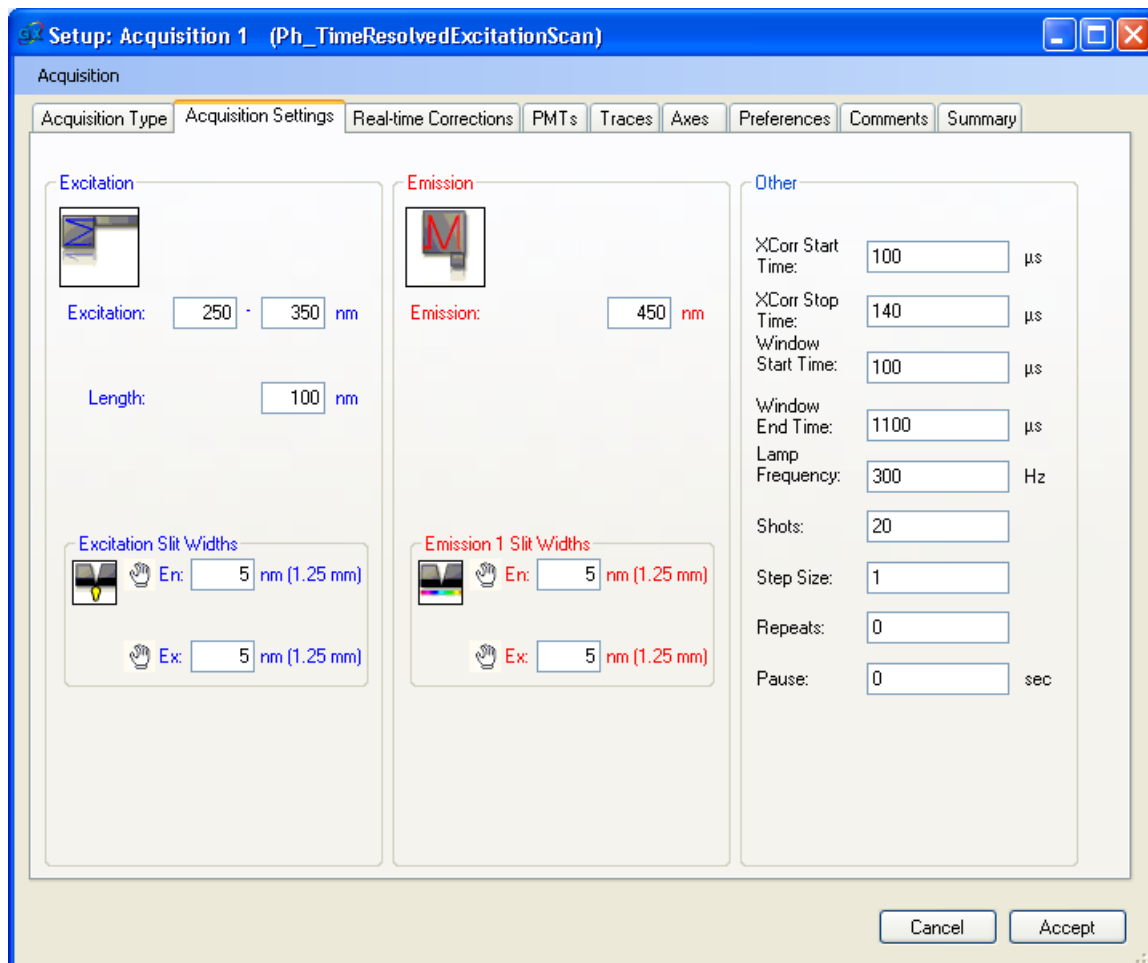 Setup: Acquisition 1 (Ph_TimeResolvedExcitationScan)
Acquisition
Acquisition Type Acquisition Settings Real-time Corrections PMTs Traces Axes Preferences Comments Summary
Excitation
Excitation: 250 - 350 nm
Length: 100 nm
Excitation Slit Widths
En: 5 nm (1.25 mm)
Ex: 5 nm (1.25 mm)
Emission
M
Emission: 450 nm
Emission 1 Slit Widths
En: 5 nm (1.25 mm)
Ex: 5 nm (1.25 mm)
Other
XCorr Start
Time: 100 µs
XCorr Stop
Time: 140 µs
Window
Start Time: 100 µs
Window
End Time: 1100 µs
Lamp
Frequency: 300 Hz
Shots: 20
Step Size: 1
Repeats: 0
Pause: 0 sec
Cancel Accept